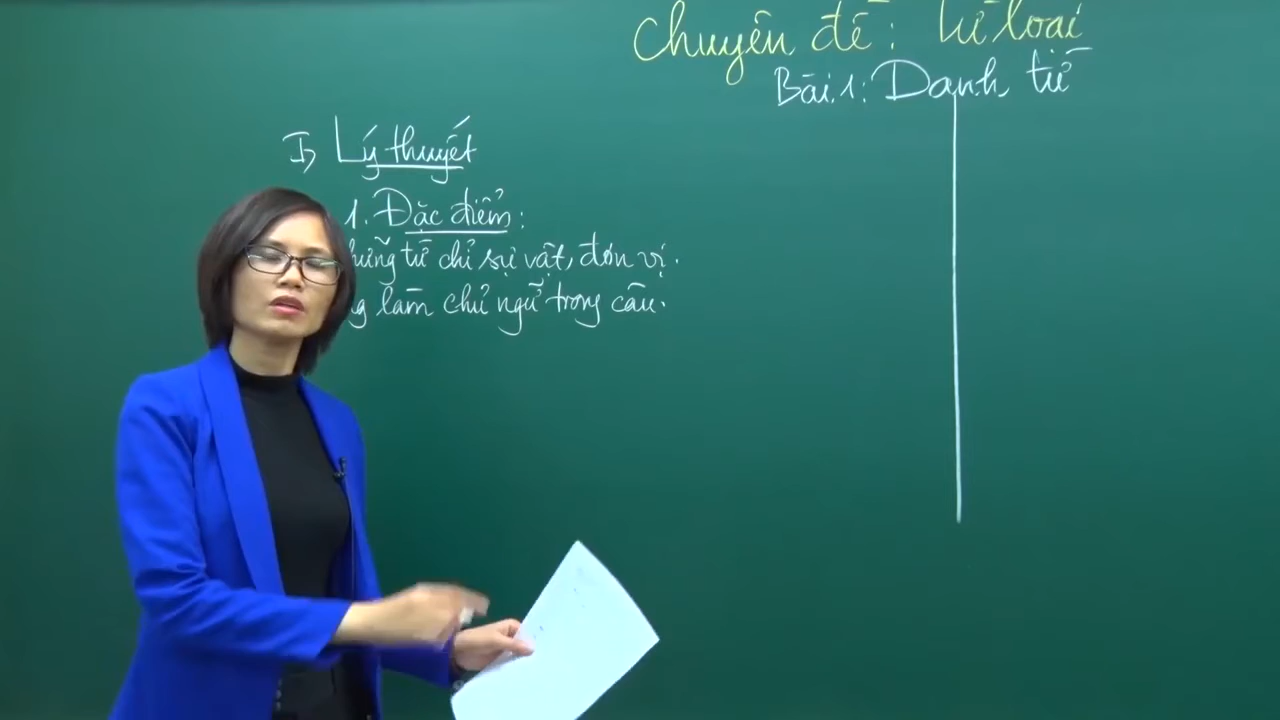 Chuyên đề: Từ loại
Bài 1: Danh từ
I, Lý thuyết
1. Đặc điểm:
từ chỉ sự vật, đơn vị.
làm chủ ngữ trong câu.